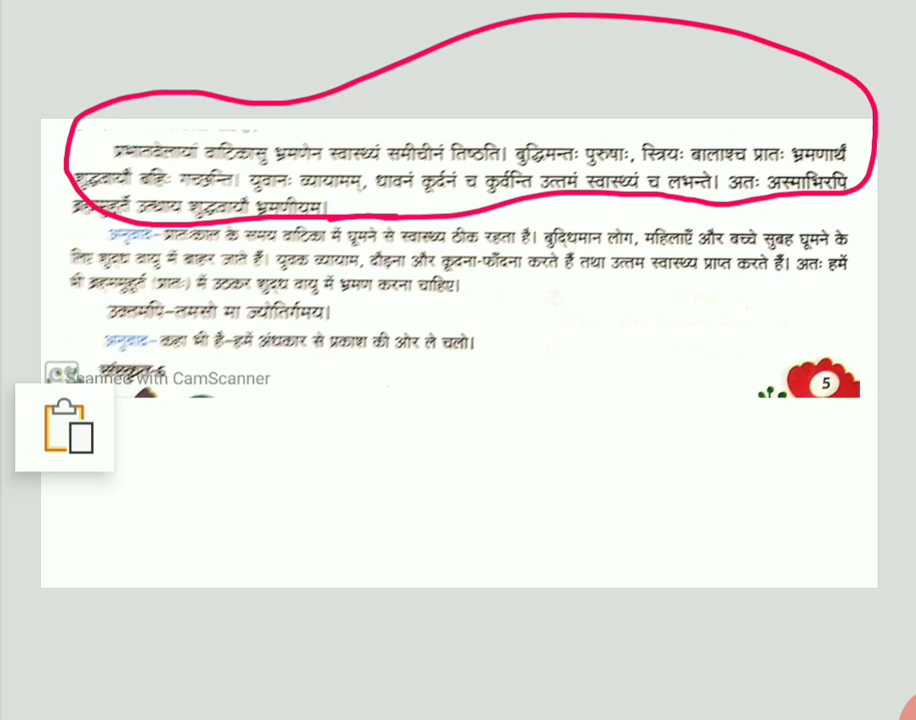 प्रभातवेलायां वाटिकासु भ्रमणेन स्वास्थ्यं समीचीनं तिष्ठति। बुद्धिमन्तः पुरुषाः, स्त्रियः बालाश्च प्रातः भ्रमणार्थं
शुद्धवायौ बहिः गच्छन्ति। युवानः व्यायामम्, धावनं कूर्दनं च कुर्वन्ति उत्तमं स्वास्थ्यं च लभन्ते। अतः अस्माभिरपि
ब्रह्ममुहूर्ते उत्थाय शुद्धवायौ भ्रमणीयम्।
अनुवाद–प्रातःकाल के समय वाटिका में घूमने से स्वास्थ्य ठीक रहता है। बुद्धिमान लोग, महिलाएँ और बच्चे सुबह घूमने के
लिए शुद्ध वायु में बाहर जाते हैं। युवक व्यायाम, दौड़ना और कूदना-फाँदना करते हैं तथा उत्तम स्वास्थ्य प्राप्त करते हैं। अतः हमें
भी ब्रह्ममुहूर्त (प्रातः) में उठकर शुद्ध वायु में भ्रमण करना चाहिए।
उक्तमपि–तमसो मा ज्योतिर्गमय।
अनुवाद–कहा भी है–हमें अंधकार से प्रकाश की ओर ले चलो।
संस्कृत-6
CS Scanned with CamScanner
5